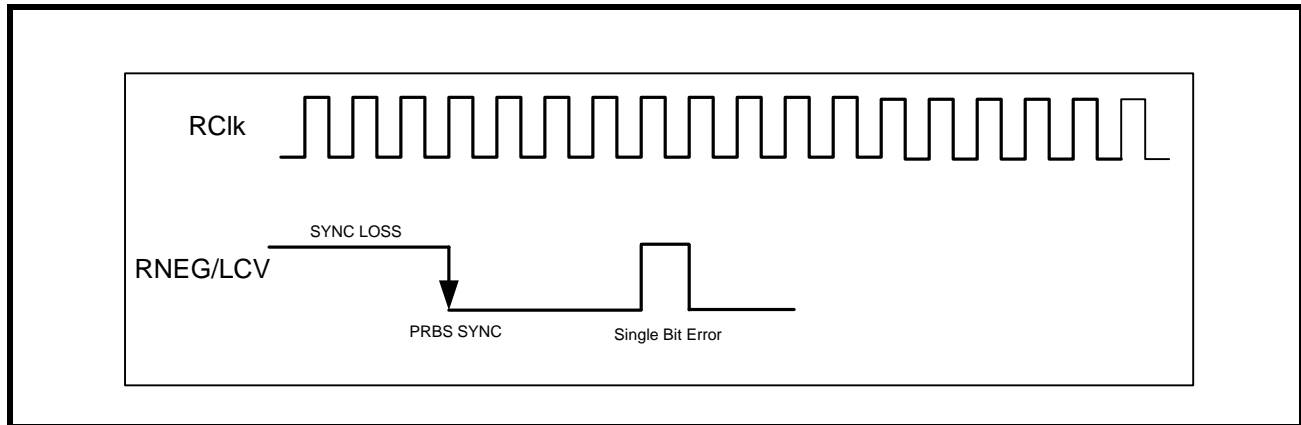 RClk
SYNC LOSS
RNEG/LCV
PRBS SYNC
Single Bit Error